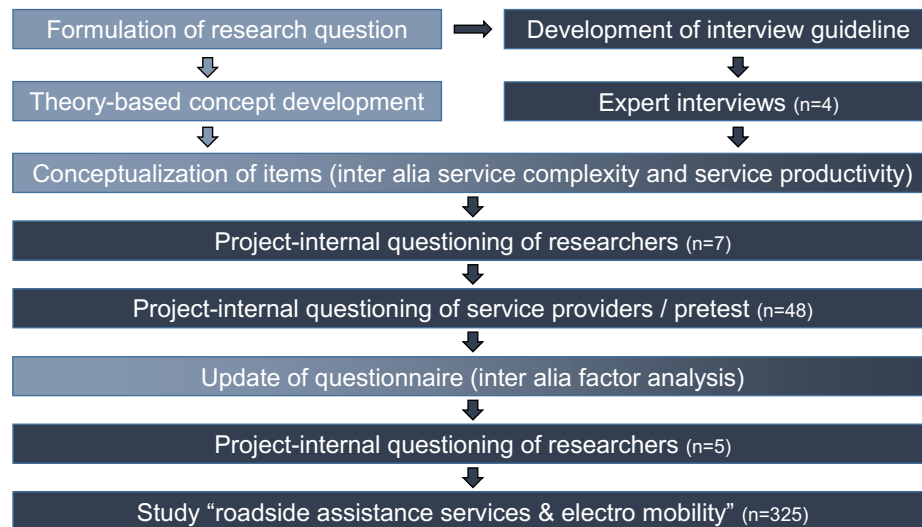 Formulation of research question
Development of interview guideline
Theory-based concept development
Expert interviews (n=4)
Conceptualization of items (inter alia service complexity and service productivity)
Project-internal questioning of researchers (n=7)
Project-internal questioning of service providers / pretest (n=48)
Update of questionnaire (inter alia factor analysis)
Project-internal questioning of researchers (n=5)
Study “roadside assistance services & electro mobility” (n=325)